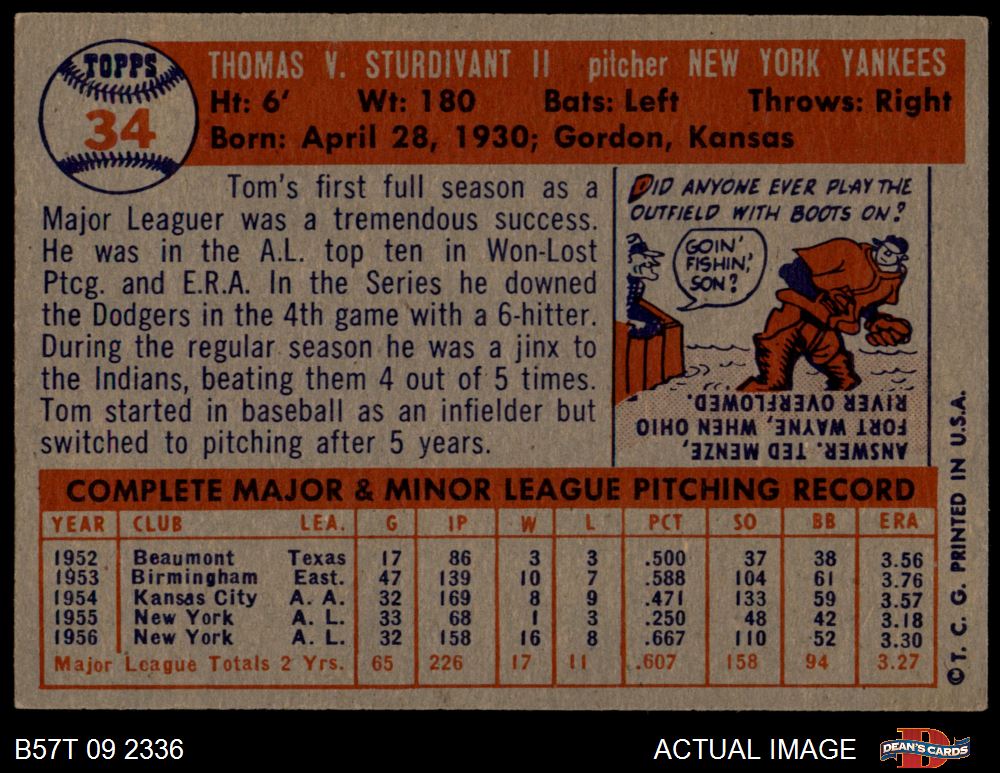 TOPPS
34
THOMAS V. STURDIVANT II pitcher NEW YORK YANKEES
Ht: 6' Wt: 180 Bats: Left Throws: Right
Born: April 28, 1930; Gordon, Kansas
Tom's first full season as a
Major Leaguer was a tremendous success.
He was in the A.L. top ten in Won-Lost
Ptcg. and E.R.A. In the Series he downed
the Dodgers in the 4th game with a 6-hitter.
During the regular season he was a jinx to
the Indians, beating them 4 out of 5 times.
Tom started in baseball as an infielder but
switched to pitching after 5 years.
DID ANYONE EVER PLAY THE
OUTFIELD WITH BOOTS ON?
GOIN'
FISHIN',
SON?
ANSWER. TED MENZE,
FORT WAYNE, WHEN OHIO
RIVER OVERFLOWED.
COMPLETE MAJOR & MINOR LEAGUE PITCHING RECORD
YEAR CLUB LEA. G IP W L PCT SO BB ERA
1952 Beaumont Texas 17 86 3 3 .500 37 38 3.56
1953 Birmingham East. 47 139 10 7 .588 104 61 3.76
1954 Kansas City A. A. 32 169 8 9 .471 133 59 3.57
1955 New York A. L. 33 68 1 3 .250 48 42 3.18
1956 New York A. L. 32 158 16 8 .667 110 52 3.30
Major League Totals 2 Yrs. 65 226 17 11 .607 158 94 3.27
© T. C. G. PRINTED IN U.S.A.
B57T 09 2336 ACTUAL IMAGE
DEAN'S CARDS